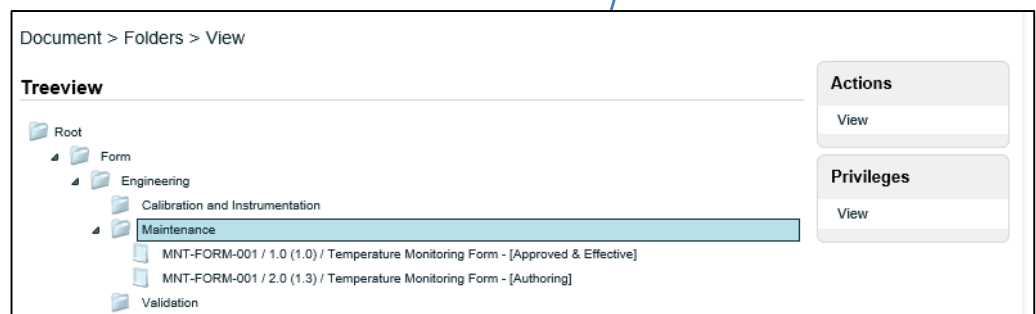 Document > Folders > View
Treeview
Root
Form
Engineering
Calibration and Instrumentation
Maintenance
MNT-FORM-001 / 1.0 (1.0) / Temperature Monitoring Form - [Approved & Effective]
MNT-FORM-001 / 2.0 (1.3) / Temperature Monitoring Form - [Authoring]
Validation
Actions
View
Privileges
View